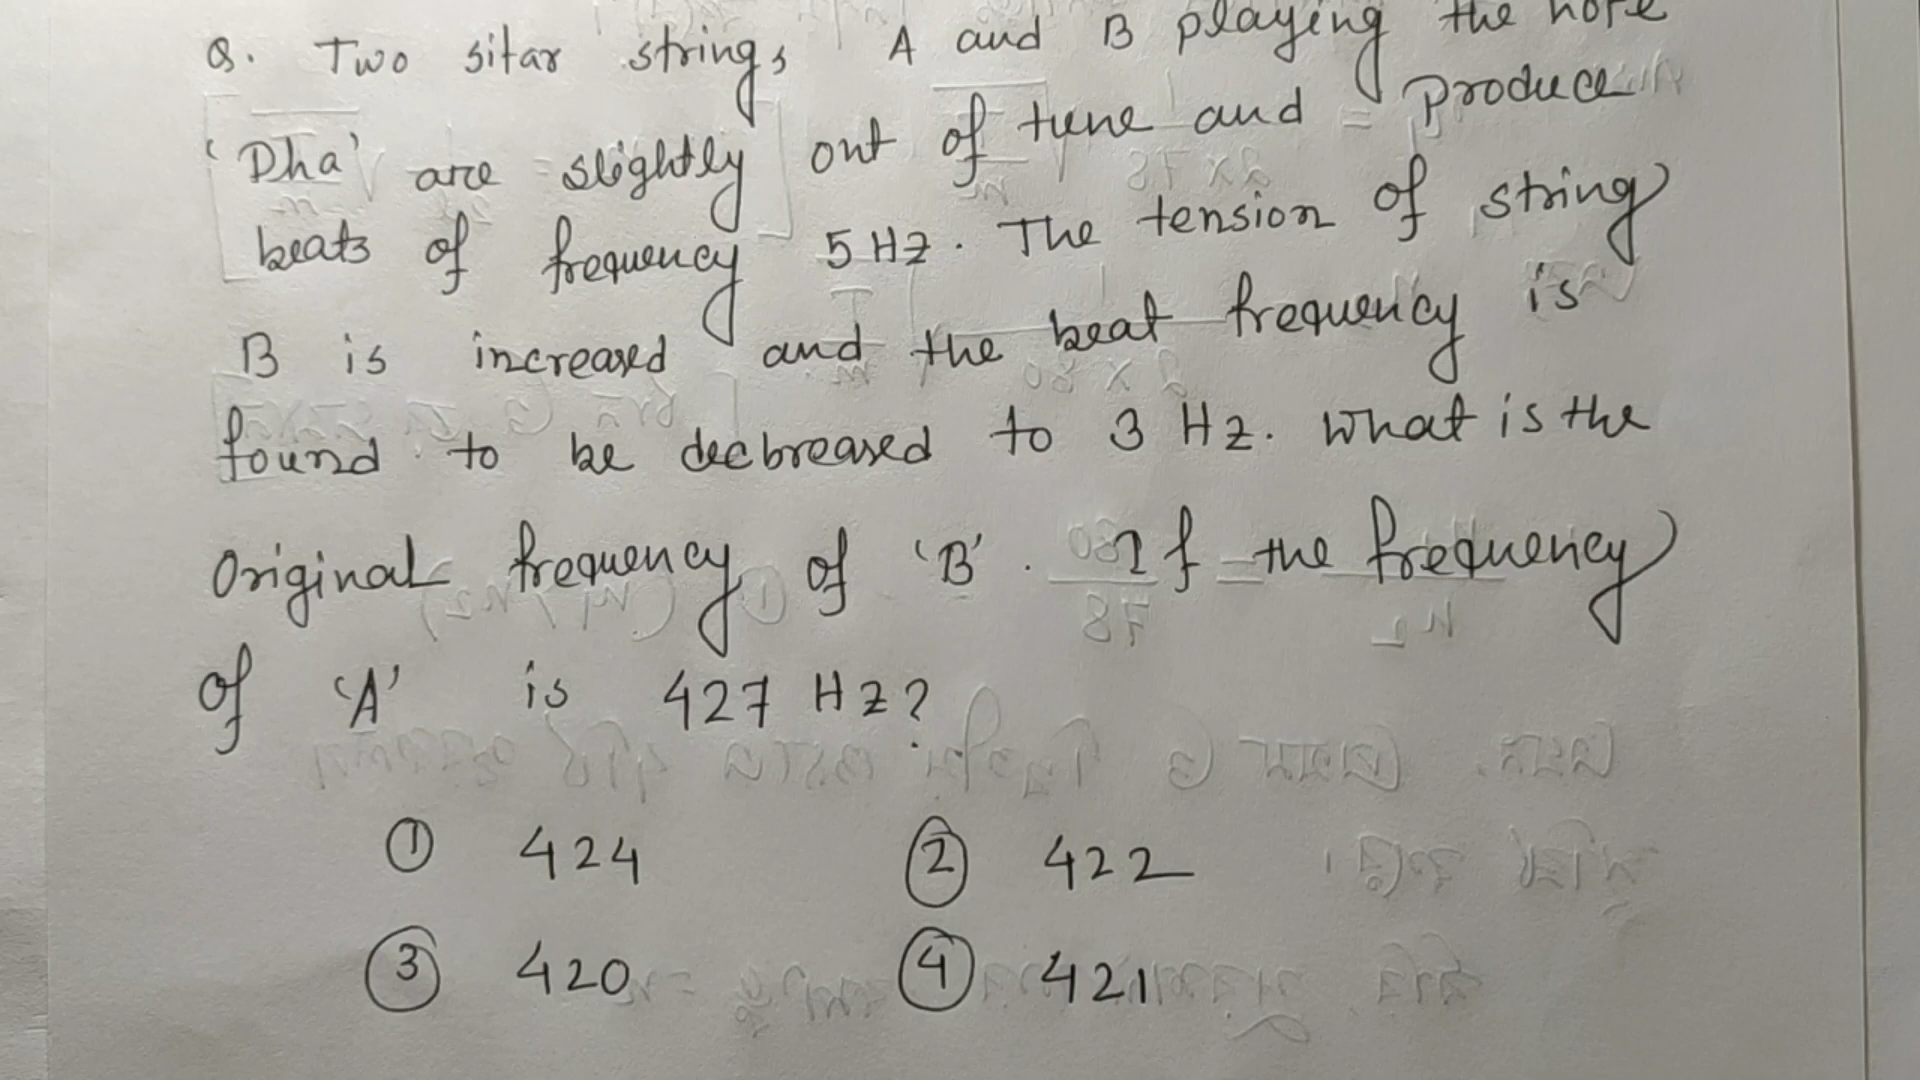 Q. Two sitar strings A and B playing the note
'Dha' are slightly out of tune and produce
beats of frequency 5 Hz. The tension of string
B is increased and the beat frequency is
found to be decbreased to 3 Hz. What is the
Original frequency of 'B'. If the frequency
of 'A' is 427 HZ?
① 424 ② 422
③ 420 ④ 421